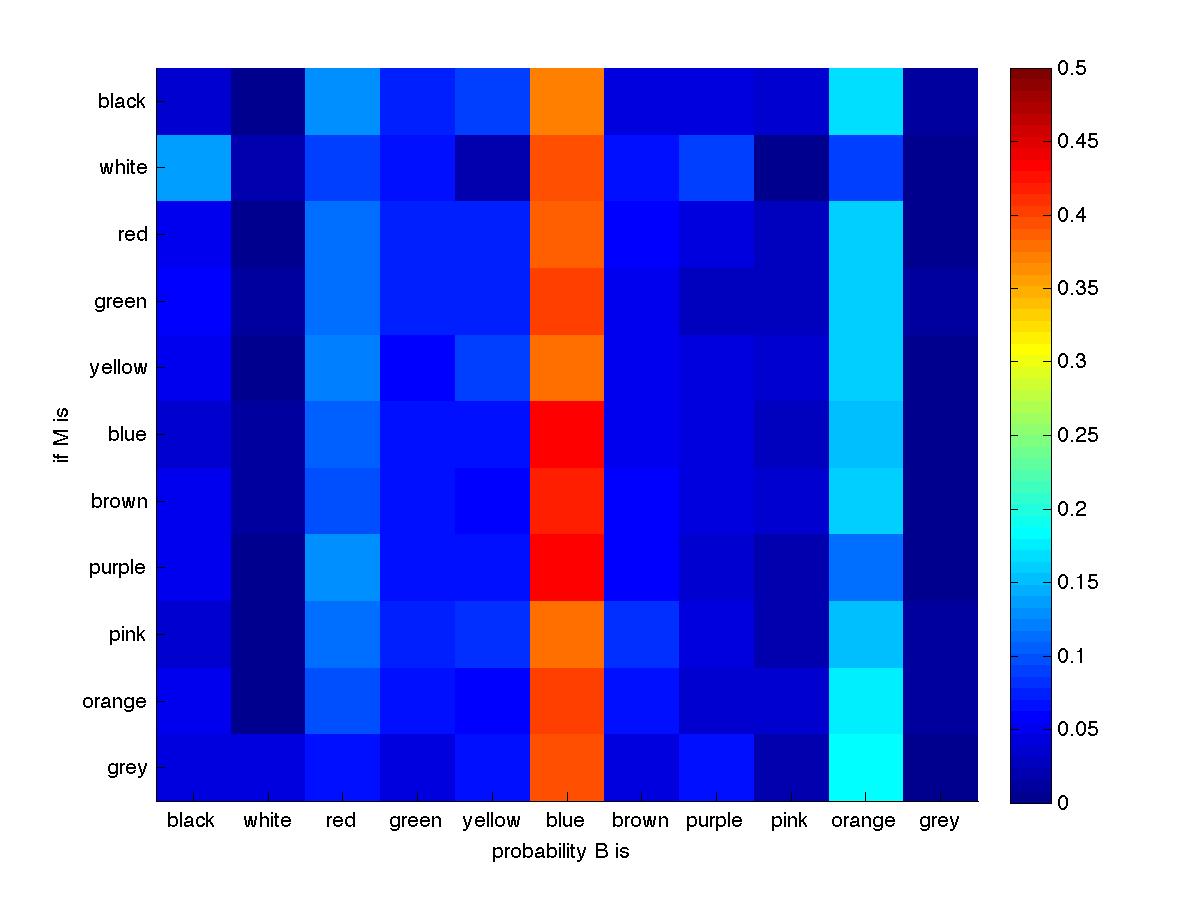 black
white
red
green
yellow
blue
brown
purple
pink
orange
grey
if M is
black white red green yellow blue brown purple pink orange grey
probability B is
0.5
0.45
0.4
0.35
0.3
0.25
0.2
0.15
0.1
0.05
0